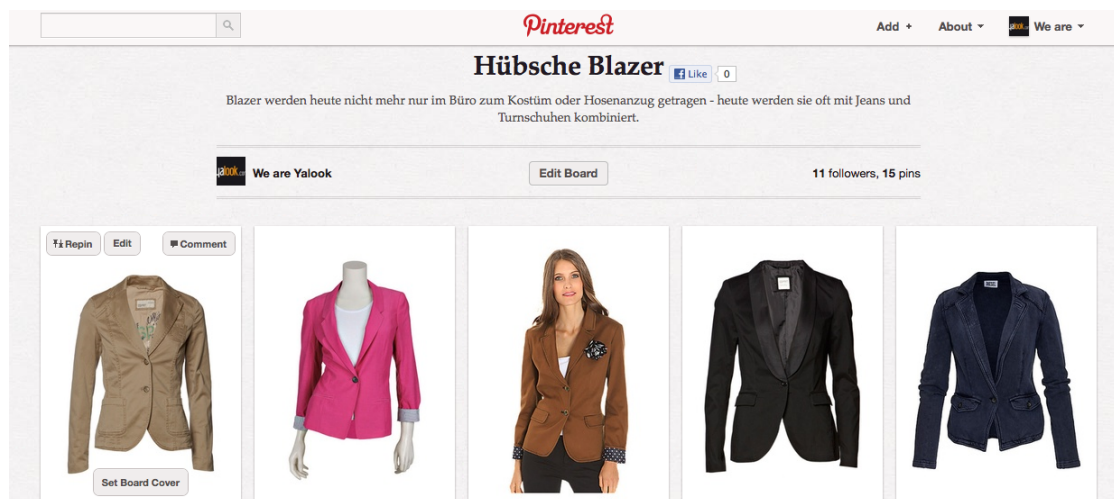 Pinterest
Add +
About
We are
Hübsche Blazer
Like
0
Blazer werden heute nicht mehr nur im Büro zum Kostüm oder Hosenanzug getragen - heute werden sie oft mit Jeans und
Turnschuhen kombiniert.
yalook
We are Yalook
Edit Board
11 followers, 15 pins
Repin
Edit
Comment
Set Board Cover